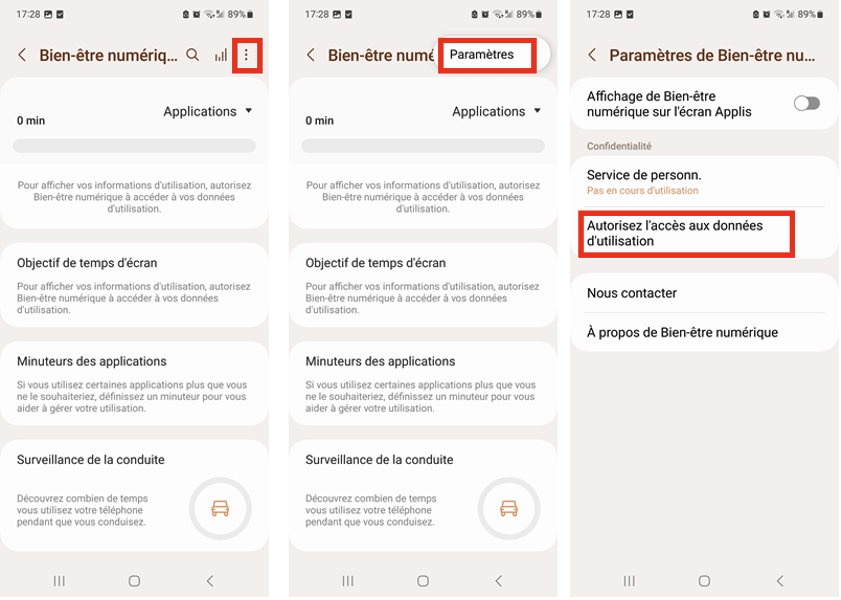 17:28
89%
Bien-être numériq...
0 min
Applications
Pour afficher vos informations d'utilisation, autorisez
Bien-être numérique à accéder à vos données
d'utilisation.
Objectif de temps d'écran
Pour afficher vos informations d'utilisation, autorisez
Bien-être numérique à accéder à vos données
d'utilisation.
Minuteurs des applications
Si vous utilisez certaines applications plus que vous
ne le souhaiteriez, définissez un minuteur pour vous
aider à gérer votre utilisation.
Surveillance de la conduite
Découvrez combien de temps
vous utilisez votre téléphone
pendant que vous conduisez.
17:28
89%
Bien-être numé
Paramètres
0 min
Applications
Pour afficher vos informations d'utilisation, autorisez
Bien-être numérique à accéder à vos données
d'utilisation.
Objectif de temps d'écran
Pour afficher vos informations d'utilisation, autorisez
Bien-être numérique à accéder à vos données
d'utilisation.
Minuteurs des applications
Si vous utilisez certaines applications plus que vous
ne le souhaiteriez, définissez un minuteur pour vous
aider à gérer votre utilisation.
Surveillance de la conduite
Découvrez combien de temps
vous utilisez votre téléphone
pendant que vous conduisez.
17:28
89%
Paramètres de Bien-être nu...
Affichage de Bien-être
numérique sur l'écran Applis
Confidentialité
Service de personn.
Pas en cours d'utilisation
Autorisez l'accès aux données
d'utilisation
Nous contacter
À propos de Bien-être numérique